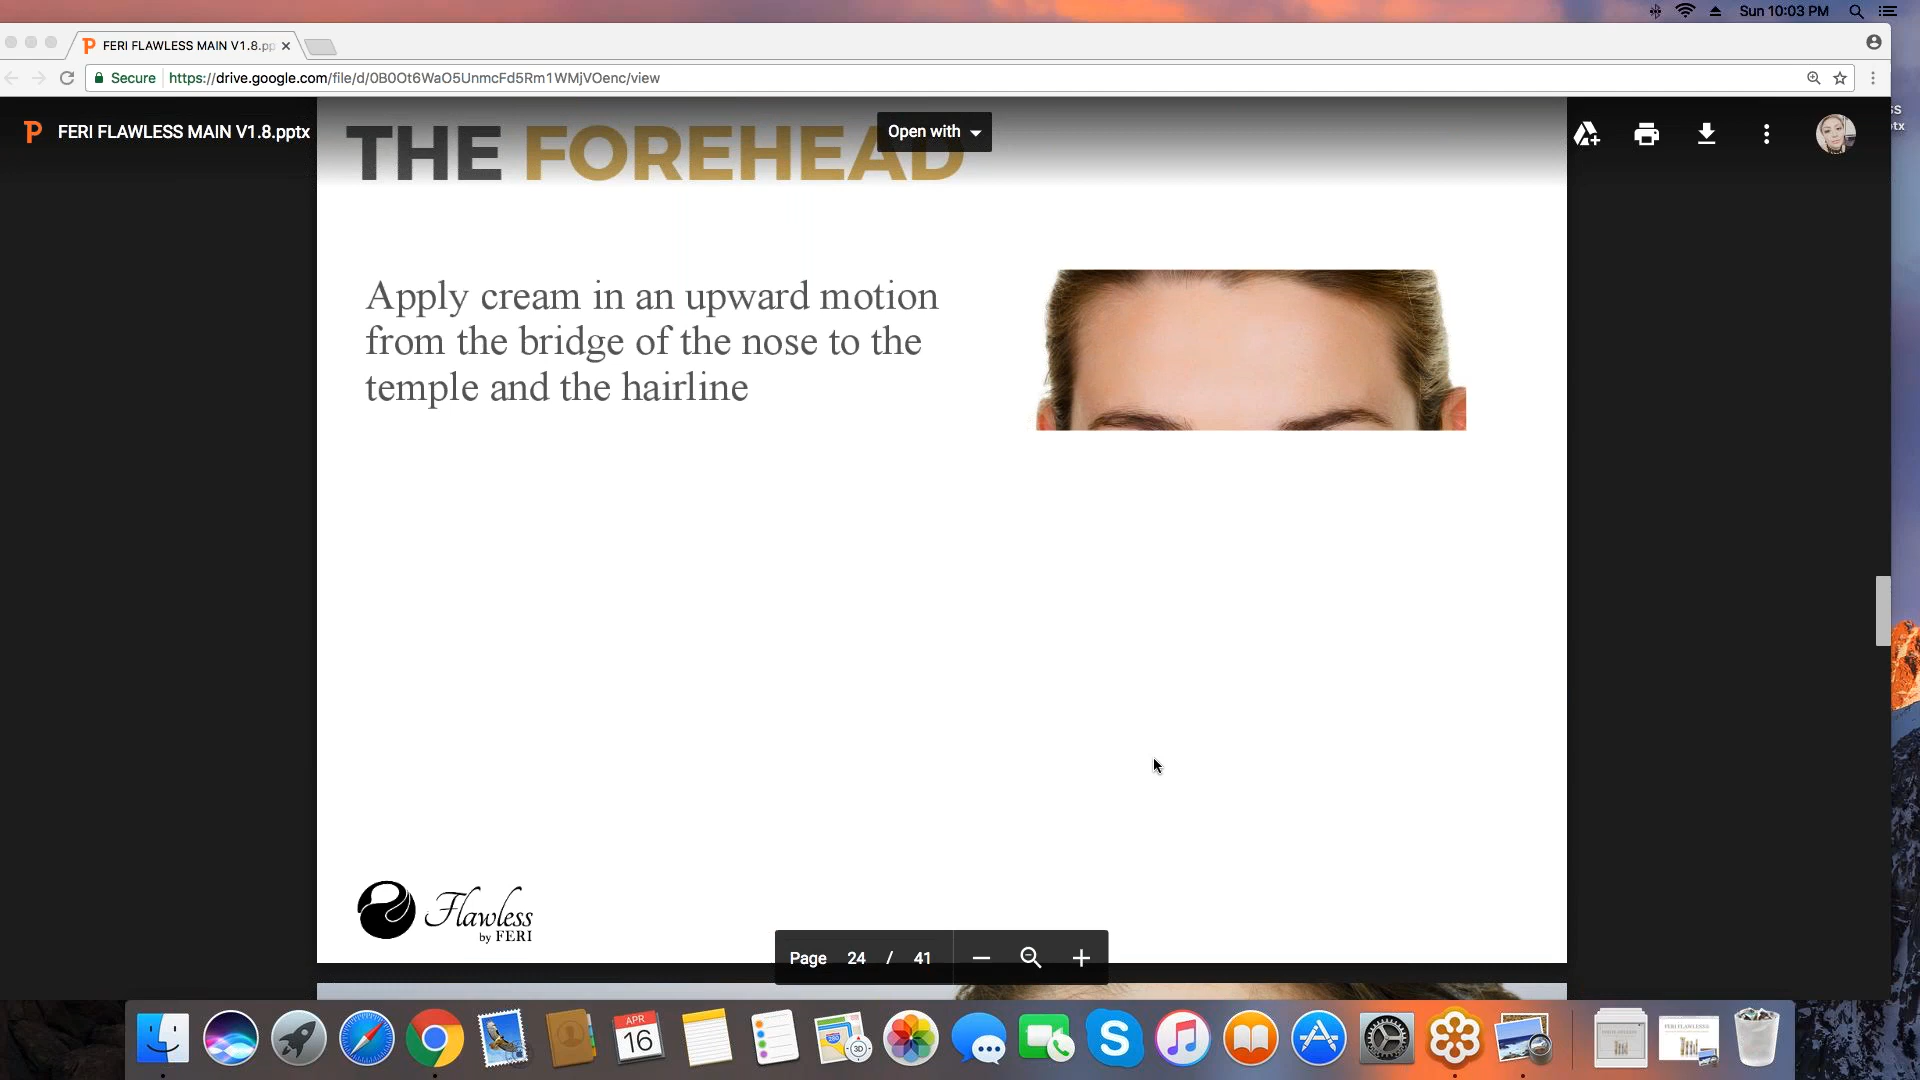 Sun 10:03 PM
FERI FLAWLESS MAIN V1.8.pp
Secure
https://drive.google.com/file/d/0B0Ot6WaO5UnmcFd5Rm1WMjVOenc/view
FERI FLAWLESS MAIN V1.8.pptx
Open with
THE FOREHEAD
Apply cream in an upward motion
from the bridge of the nose to the
temple and the hairline
Flawless
by FERI
Page 24 / 41
APR
16
280
3D